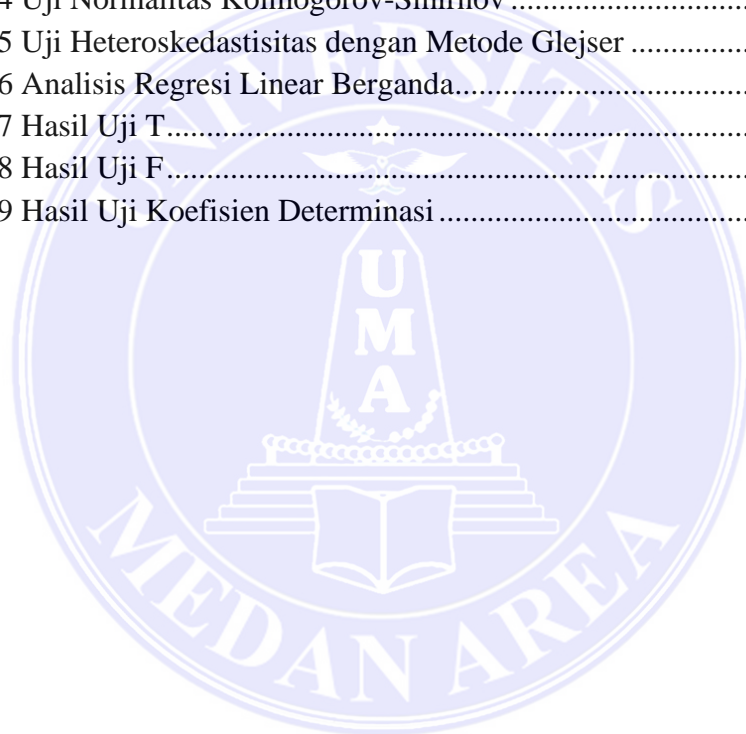 4 Uji Normalitas Kolmogorov-Smirnov ...................................
5 Uji Heteroskedastisitas dengan Metode Glejser ..................
6 Analisis Regresi Linear Berganda.............................................
7 Hasil Uji T..................................................................................
8 Hasil Uji F..................................................................................
9 Hasil Uji Koefisien Determinasi ...............................................
UNIVERSITAS
U
M
A
MEDAN AREA